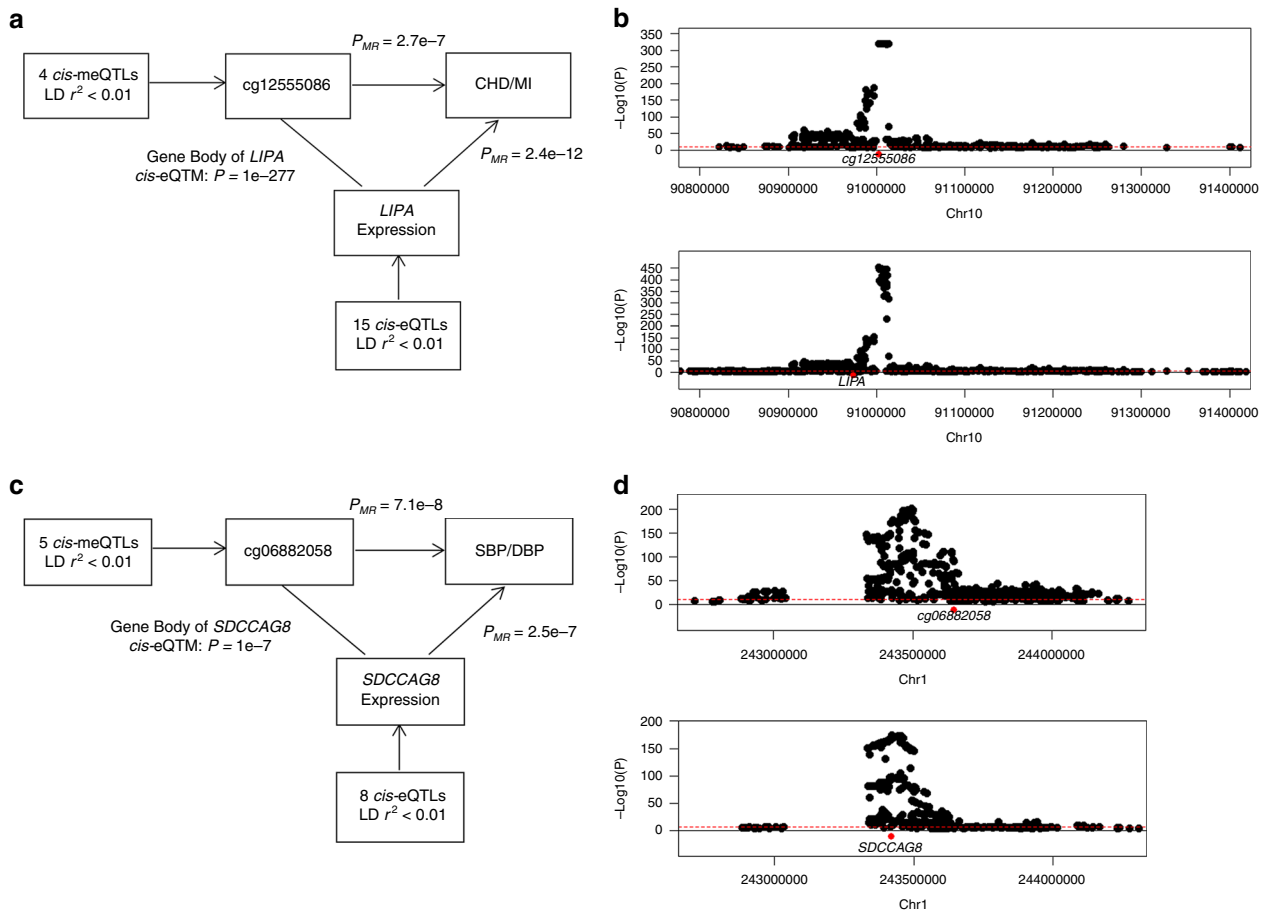 a
4 cis-meQTLs
LD r² < 0.01
cg12555086
P_MR = 2.7e–7
CHD/MI
Gene Body of LIPA
cis-eQTM: P = 1e–277
P_MR = 2.4e–12
LIPA
Expression
15 cis-eQTLs
LD r² < 0.01
b
–Log10(P)
350
300
250
200
150
100
50
0
cg12555086
90800000 90900000 91000000 91100000 91200000 91300000 91400000
Chr10
–Log10(P)
450
400
350
300
250
200
150
100
50
0
LIPA
90800000 90900000 91000000 91100000 91200000 91300000 91400000
Chr10
c
5 cis-meQTLs
LD r² < 0.01
cg06882058
P_MR = 7.1e–8
SBP/DBP
Gene Body of SDCCAG8
cis-eQTM: P = 1e–7
P_MR = 2.5e–7
SDCCAG8
Expression
8 cis-eQTLs
LD r² < 0.01
d
–Log10(P)
200
150
100
50
0
cg06882058
243000000 243500000 244000000
Chr1
–Log10(P)
200
150
100
50
0
SDCCAG8
243000000 243500000 244000000
Chr1